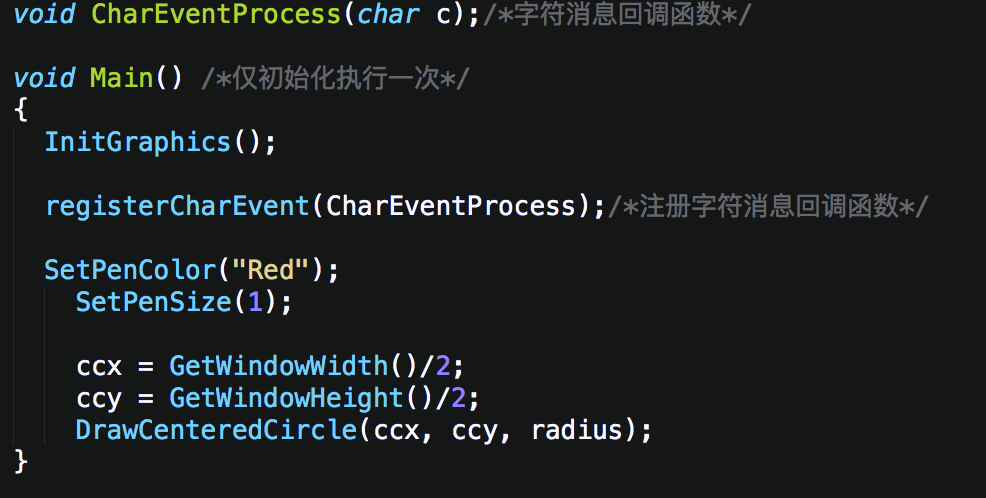 void CharEventProcess(char c);/*字符消息回调函数*/
void Main() /*仅初始化执行一次*/
{
InitGraphics();
registerCharEvent(CharEventProcess);/*注册字符消息回调函数*/
SetPenColor("Red");
SetPenSize(1);
ccx = GetWindowWidth()/2;
ccy = GetWindowHeight()/2;
DrawCenteredCircle(ccx, ccy, radius);
}